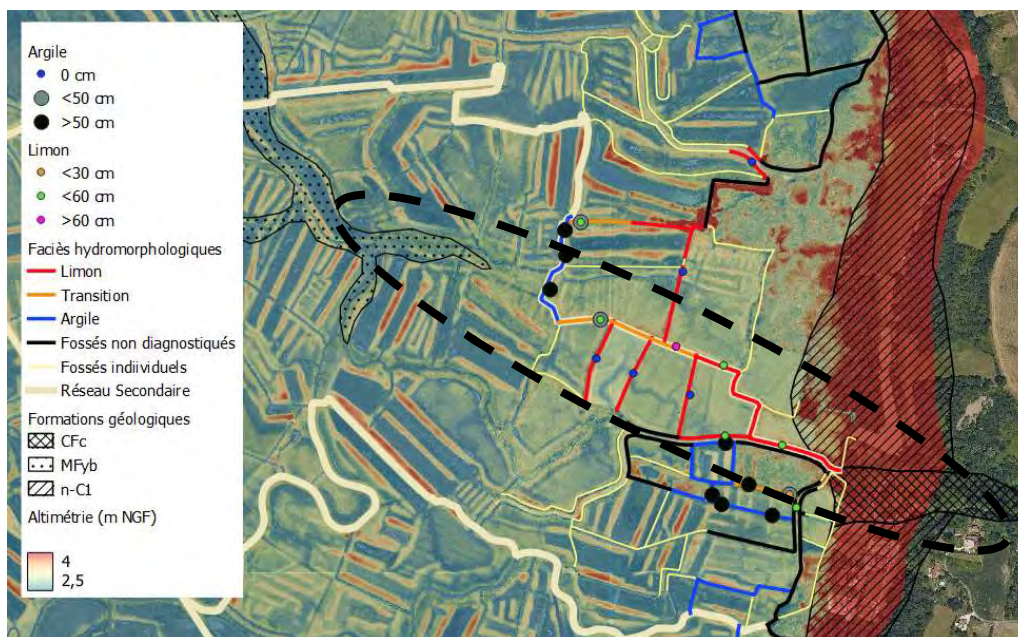 Argile
0 cm
<50 cm
>50 cm
Limon
<30 cm
<60 cm
>60 cm
Faciès hydromorphologiques
Limon
Transition
Argile
Fossés non diagnostiqués
Fossés indiividuels
Réseau Secondaire
Formations géologiques
CFc
MFyb
n-C1
Altimétrie (m NGF)
4
2,5